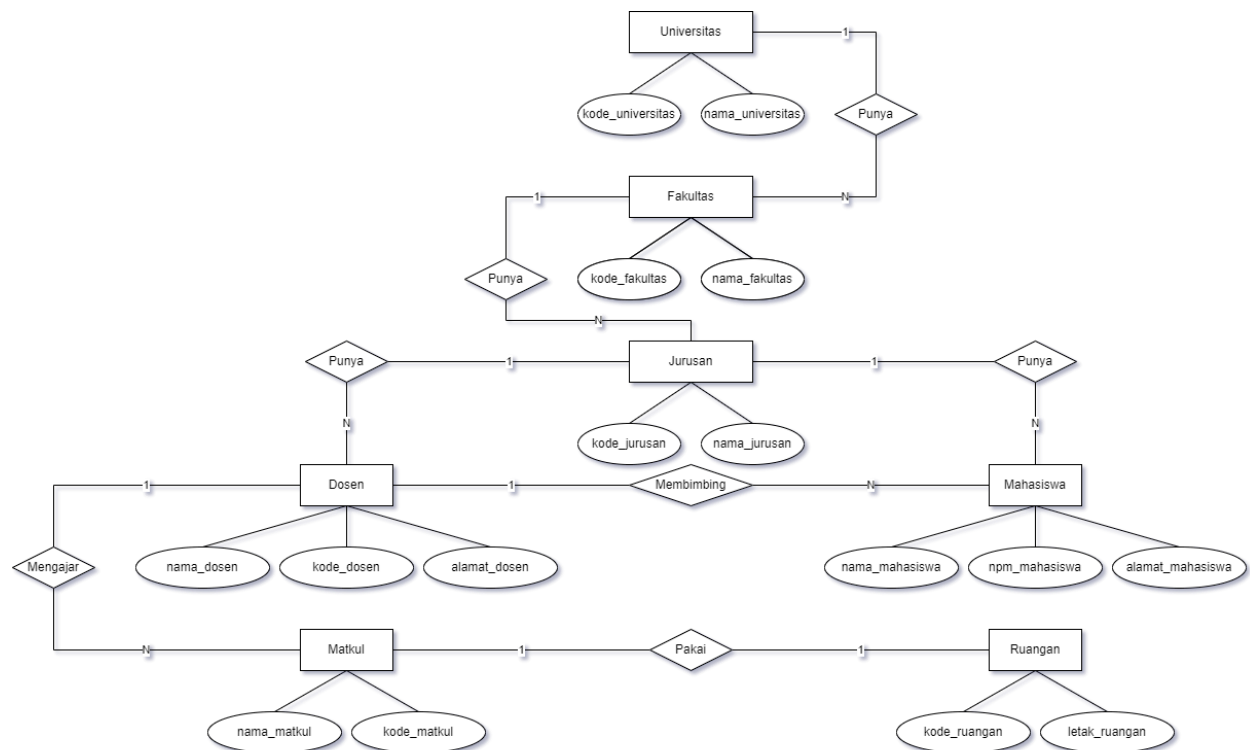 Universitas
1
kode_universitas
nama_universitas
Punya
Fakultas
1
N
kode_fakultas
nama_fakultas
Punya
N
Punya
1
Jurusan
1
Punya
N
kode_jurusan
nama_jurusan
N
1
Dosen
1
Membimbing
N
Mahasiswa
Mengajar
nama_dosen
kode_dosen
alamat_dosen
nama_mahasiswa
npm_mahasiswa
alamat_mahasiswa
N
Matkul
1
Pakai
1
Ruangan
nama_matkul
kode_matkul
kode_ruangan
letak_ruangan